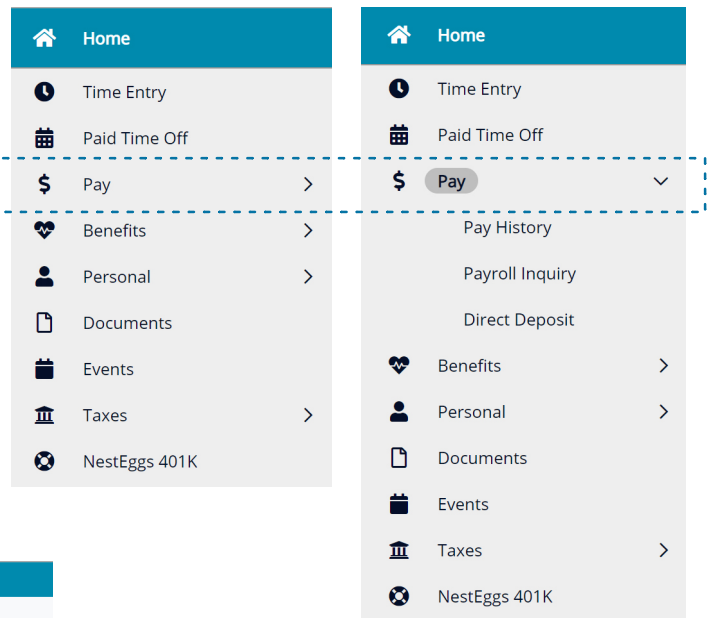 Home
Time Entry
Paid Time Off
Pay
Benefits
Personal
Documents
Events
Taxes
NestEggs 401K
Home
Time Entry
Paid Time Off
Pay
Pay History
Payroll Inquiry
Direct Deposit
Benefits
Personal
Documents
Events
Taxes
NestEggs 401K